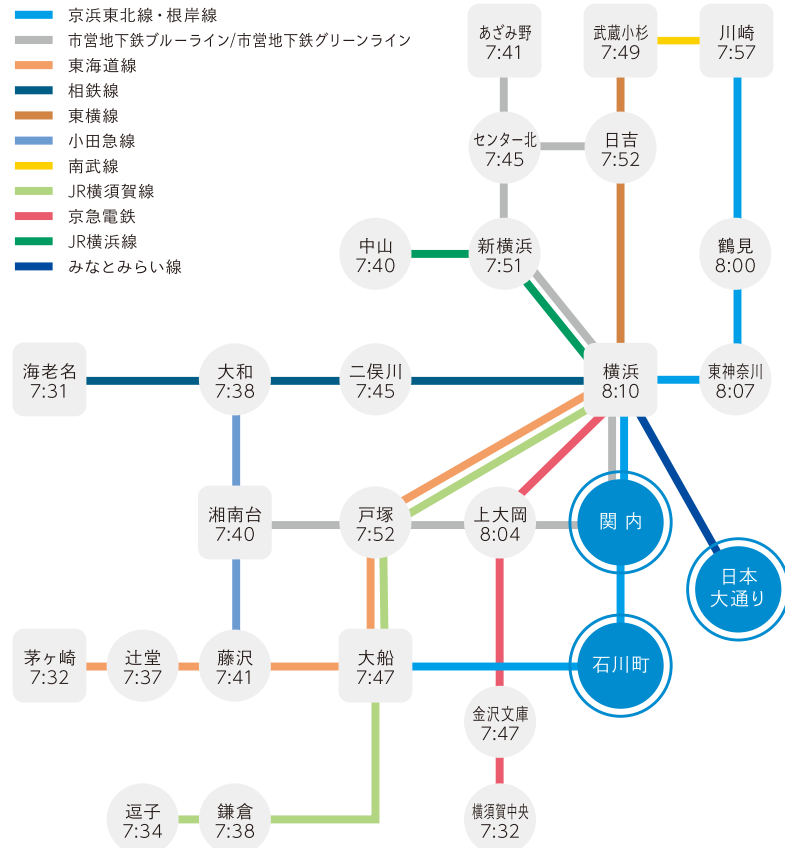 京浜東北線・根岸線
市営地下鉄ブルーライン/市営地下鉄グリーンライン
東海道線
相鉄線
東横線
小田急線
南武線
JR横須賀線
京急電鉄
JR横浜線
みなとみらい線
あざみ野
7:41
武蔵小杉
7:49
川崎
7:57
センター北
7:45
日吉
7:52
中山
7:40
新横浜
7:51
鶴見
8:00
海老名
7:31
大和
7:38
二俣川
7:45
横浜
8:10
東神奈川
8:07
湘南台
7:40
戸塚
7:52
上大岡
8:04
関内
日本
大通り
茅ヶ崎
7:32
辻堂
7:37
藤沢
7:41
大船
7:47
石川町
金沢文庫
7:47
逗子
7:34
鎌倉
7:38
横須賀中央
7:32